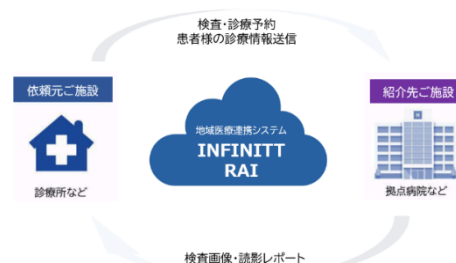 検査・診療予約
患者様の診療情報送信
依頼元ご施設
紹介先ご施設
地域医療連携システム
INFINITT
RAI
診療所など
拠点病院など
検査画像・読影レポート